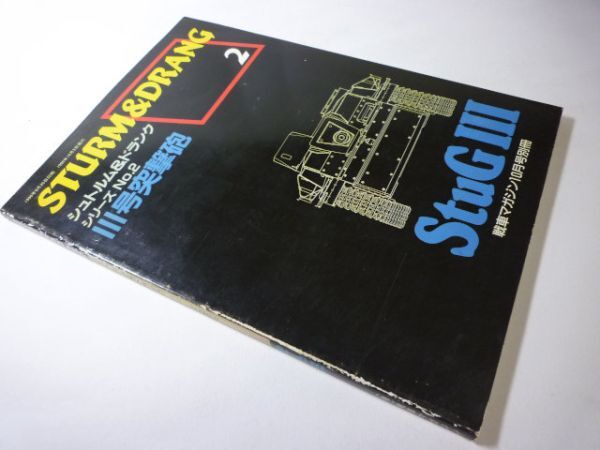 STURM&DRANG
2
シュトルム&ドランク
シリーズ NO.2
III号突撃砲
StuG III
戦車マガジン10月号別冊